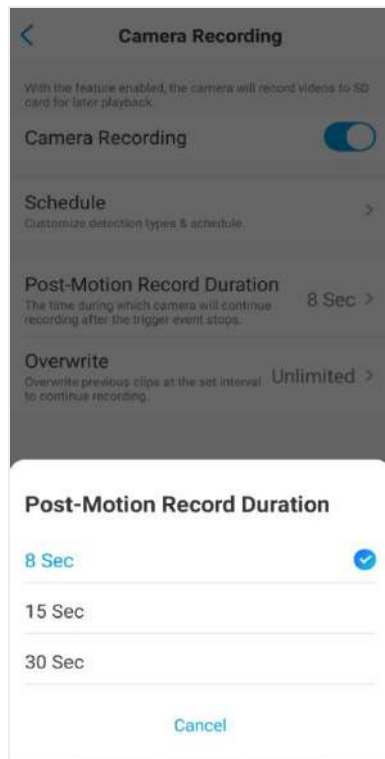 Camera Recording
With the feature enabled, the camera will record videos to SD
card for later playback.
Camera Recording
Schedule
Customize detection types & schedule.
Post-Motion Record Duration
The time during which camera will continue
recording after the trigger event stops.
8 Sec
Overwrite
Overwrite previous clips at the set interval
to continue recording.
Unlimited
Post-Motion Record Duration
8 Sec
15 Sec
30 Sec
Cancel